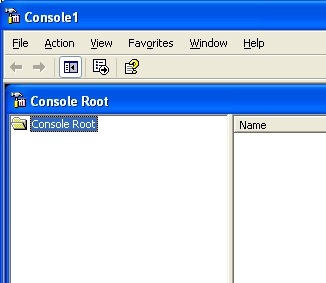 Console1
File Action View Favorites Window Help
Console Root
Console Root
Name